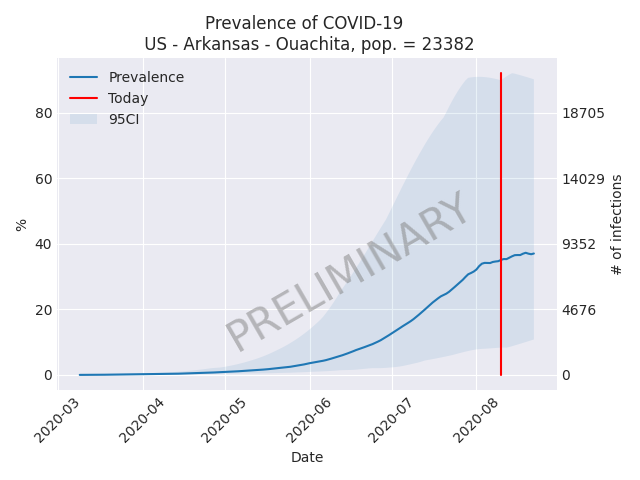 Prevalence of COVID-19
US - Arkansas - Ouachita, pop. = 23382
Prevalence
Today
95CI
80
60
40
20
0
%
18705
14029
9352
4676
0
# of infections
PRELIMINARY
2020-03
2020-04
2020-05
2020-06
2020-07
2020-08
Date